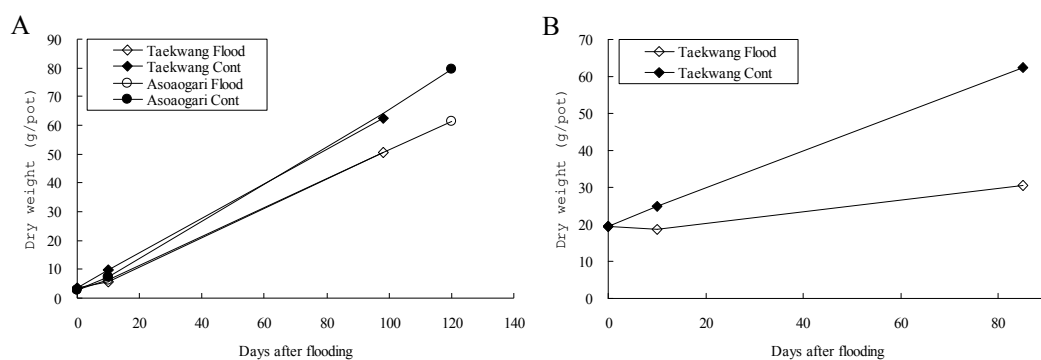 A
90
80
70
60
50
40
30
20
10
0
Dry weight (g/pot)
Taekwang Flood
Taekwang Cont
Asoaogari Flood
Asoaogari Cont
0 20 40 60 80 100 120 140
Days after flooding
B
70
60
50
40
30
20
10
0
Dry weight (g/pot)
Taekwang Flood
Taekwang Cont
0 20 40 60 80
Days after flooding